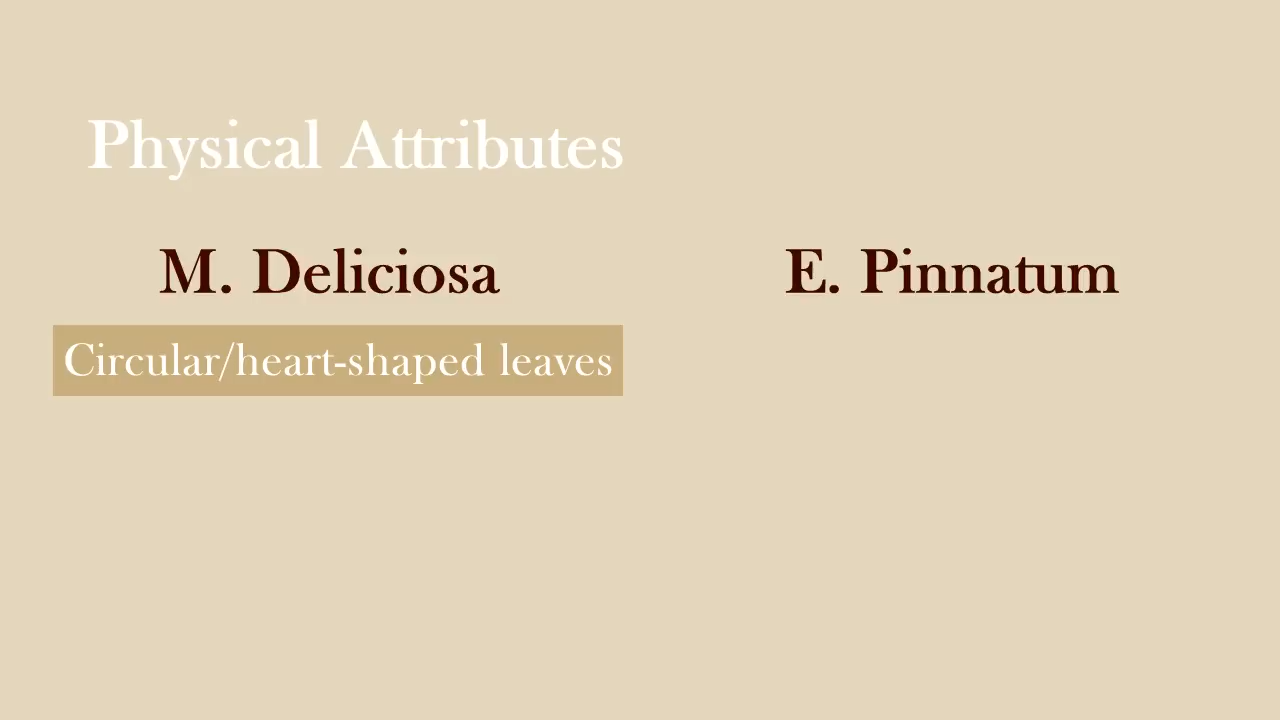 Physical Attributes
M. Deliciosa
E. Pinnatum
Circular/heart-shaped leaves